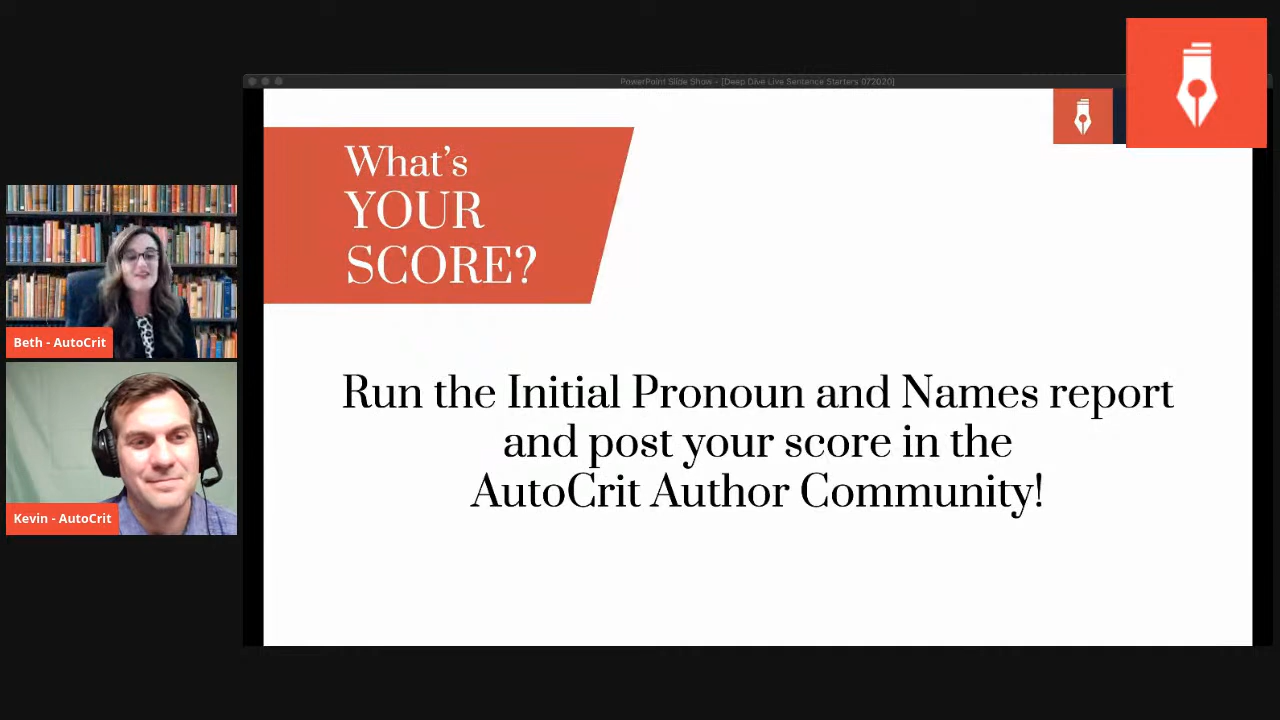 PowerPoint Slide Show - [Deep Dive Live Sentence Starters 072020]
What's
YOUR
SCORE?
Run the Initial Pronoun and Names report
and post your score in the
AutoCrit Author Community!
Beth - AutoCrit
Kevin - AutoCrit